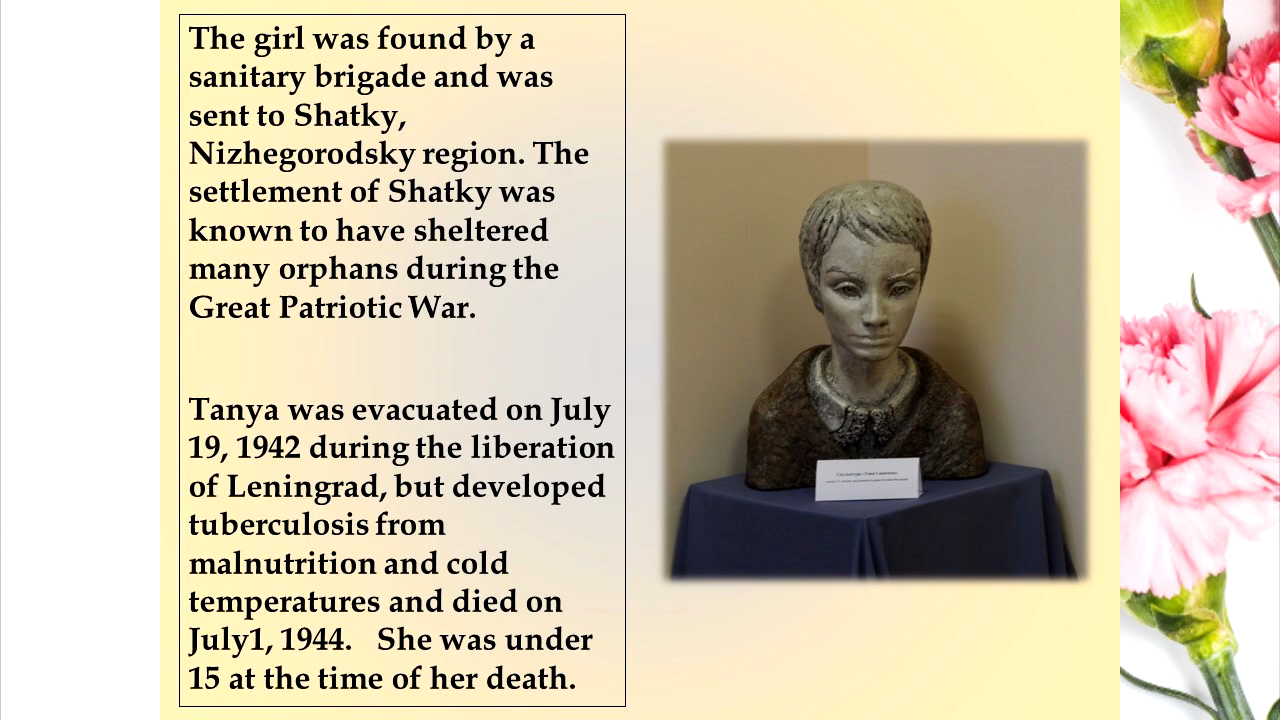 The girl was found by a
sanitary brigade and was
sent to Shatky,
Nizhegorodsky region. The
settlement of Shatky was
known to have sheltered
many orphans during the
Great Patriotic War.
Tanya was evacuated on July
19, 1942 during the liberation
of Leningrad, but developed
tuberculosis from
malnutrition and cold
temperatures and died on
July1, 1944.   She was under
15 at the time of her death.